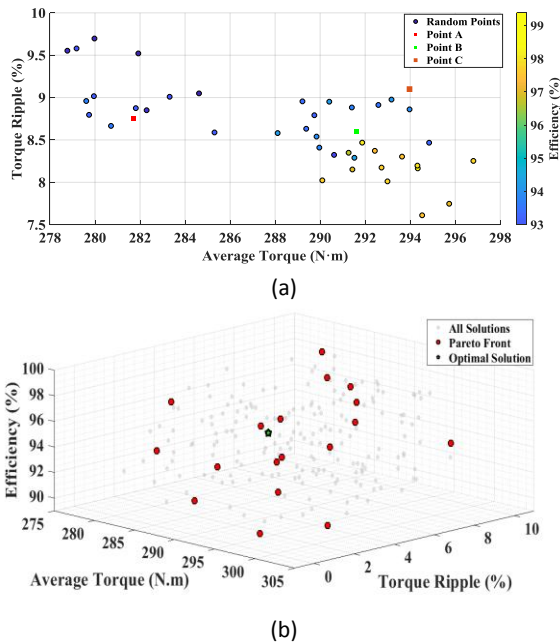 (a)
10
9.5
9
8.5
8
7.5
Torque Ripple (%)
278
280
282
284
286
288
290
292
294
296
298
Average Torque (N·m)
Random Points
Point A
Point B
Point C
99
98
97
96
95
94
93
Efficiency (%)
(a)
All Solutions
Pareto Front
Optimal Solution
100
98
96
94
92
90
Efficiency (%)
275
280
285
290
295
300
305
Average Torque (N.m)
0
2
4
6
8
10
Torque Ripple (%)
(b)